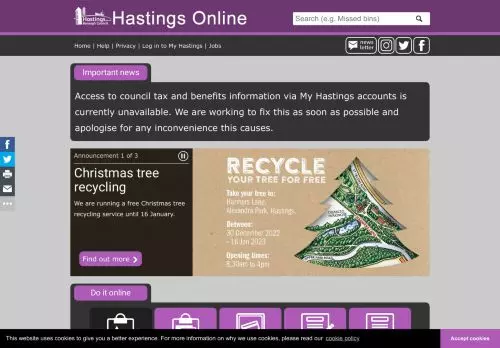 Hastings
Borough Council
Hastings Online
Search (e.g. Missed bins)
Home | Help | Privacy | Log in to My Hastings | Jobs
news
letter
Important news
Access to council tax and benefits information via My Hastings accounts is
currently unavailable. We are working to fix this as soon as possible and
apologise for any inconvenience this causes.
Announcement 1 of 3
Christmas tree
recycling
We are running a free Christmas tree
recycling service until 16 January.
Find out more
RECYCLE
YOUR TREE FOR FREE
Take your tree to:
Harmers Lane,
Alexandra Park, Hastings.
Between:
30 December 2022
- 16 Jan 2023
Opening times:
8.30am to 4pm
Do it online
This website uses cookies to give you a better experience. For more information on why we use cookies, please read our cookie policy
Accept cookies